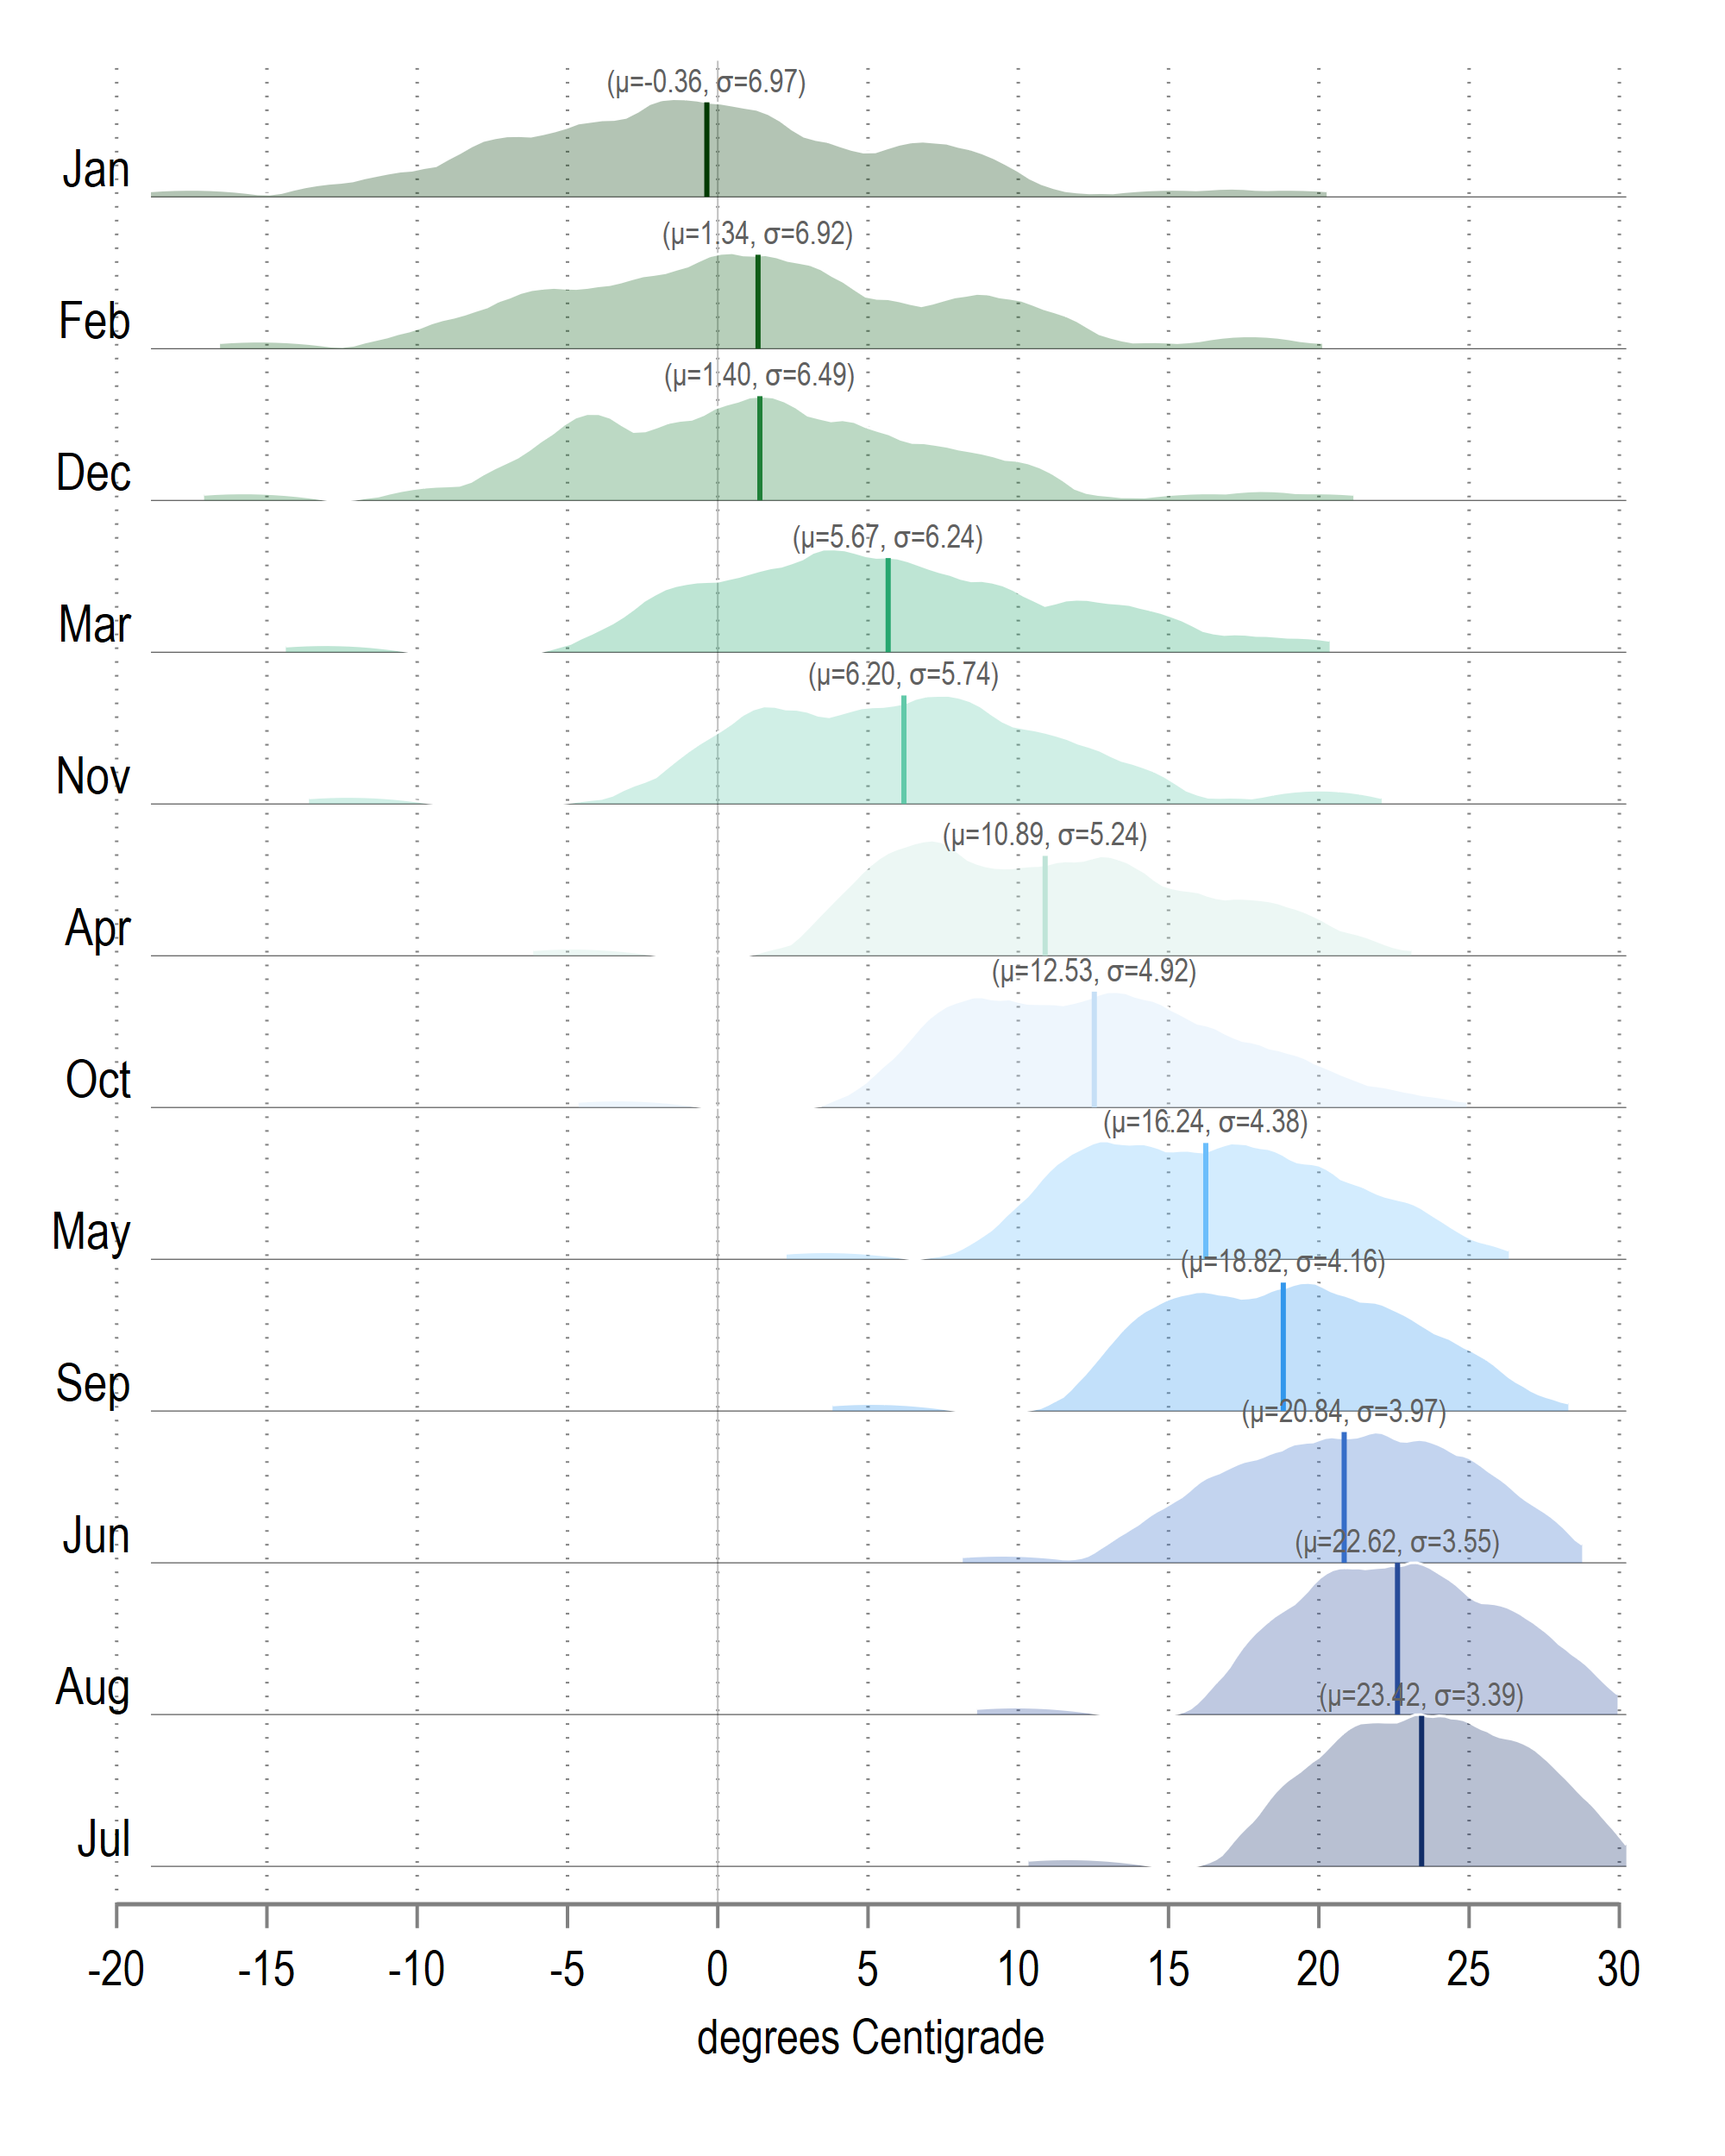 (μ=-0.36, σ=6.97)
Jan
(μ=1.34, σ=6.92)
Feb
(μ=1.40, σ=6.49)
Dec
(μ=5.67, σ=6.24)
Mar
(μ=6.20, σ=5.74)
Nov
(μ=10.89, σ=5.24)
Apr
(μ=12.53, σ=4.92)
Oct
(μ=16.24, σ=4.38)
May
(μ=18.82, σ=4.16)
Sep
(μ=20.84, σ=3.97)
Jun
(μ=22.62, σ=3.55)
Aug
(μ=23.42, σ=3.39)
Jul
-20 -15 -10 -5 0 5 10 15 20 25 30
degrees Centigrade